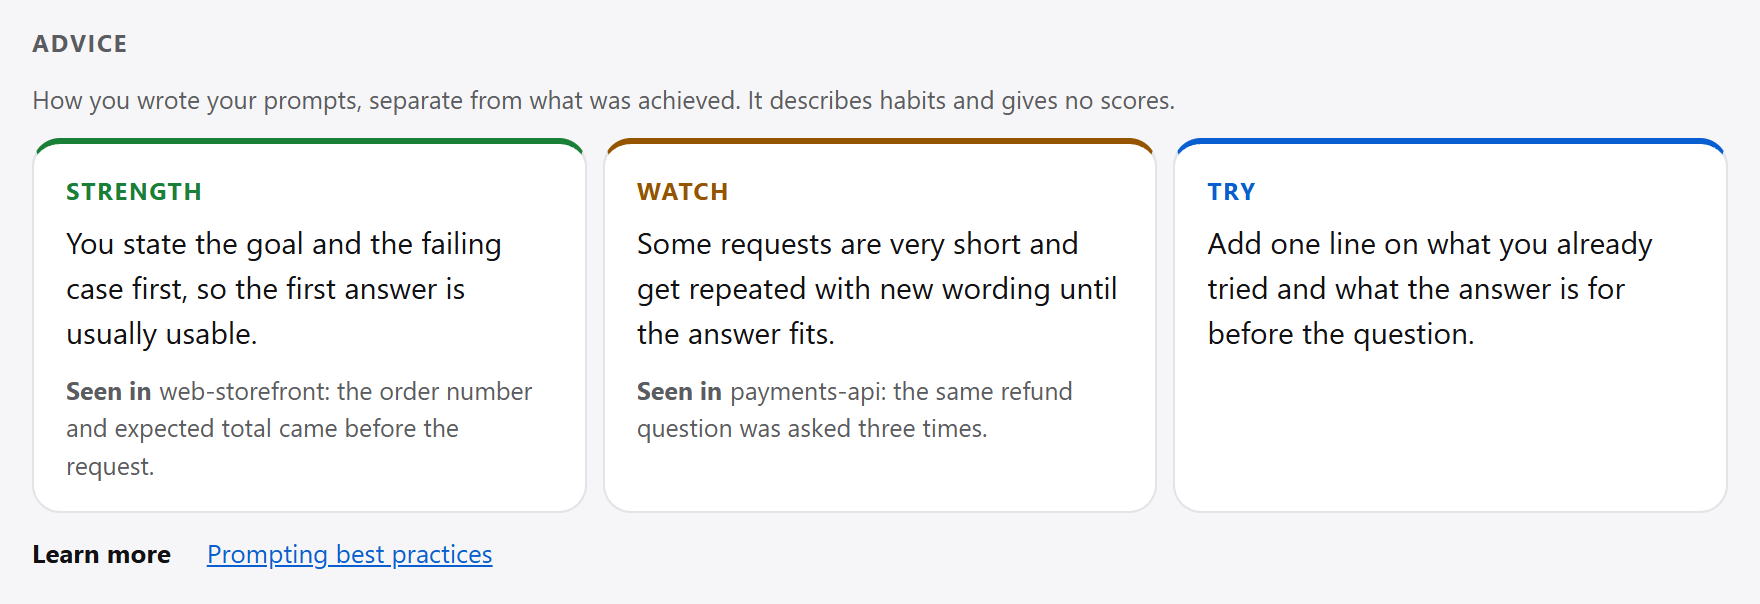 ADVICE
How you wrote your prompts, separate from what was achieved. It describes habits and gives no scores.
STRENGTH
You state the goal and the failing
case first, so the first answer is
usually usable.
Seen in web-storefront: the order number
and expected total came before the
request.
WATCH
Some requests are very short and
get repeated with new wording until
the answer fits.
Seen in payments-api: the same refund
question was asked three times.
TRY
Add one line on what you already
tried and what the answer is for
before the question.
Learn more Prompting best practices